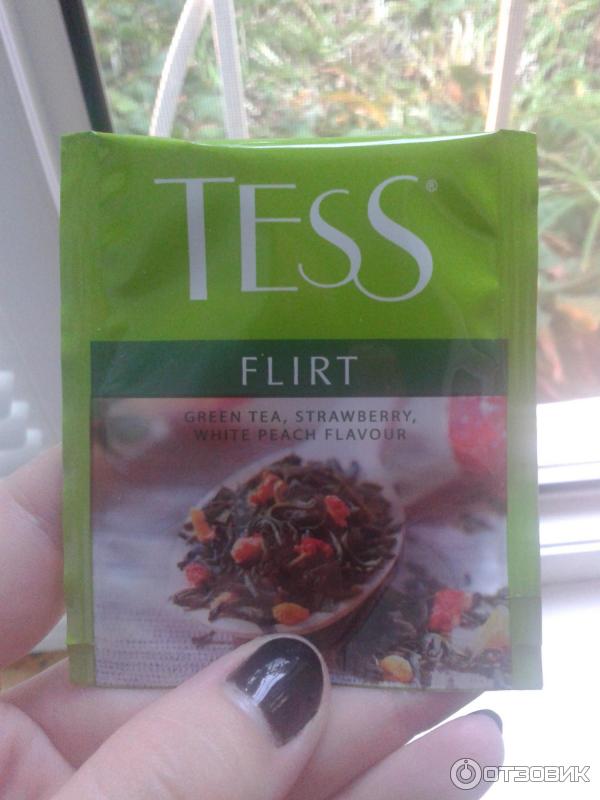 TESS®
FLIRT
GREEN TEA, STRAWBERRY,
WHITE PEACH FLAVOUR
ОТЗОВИК